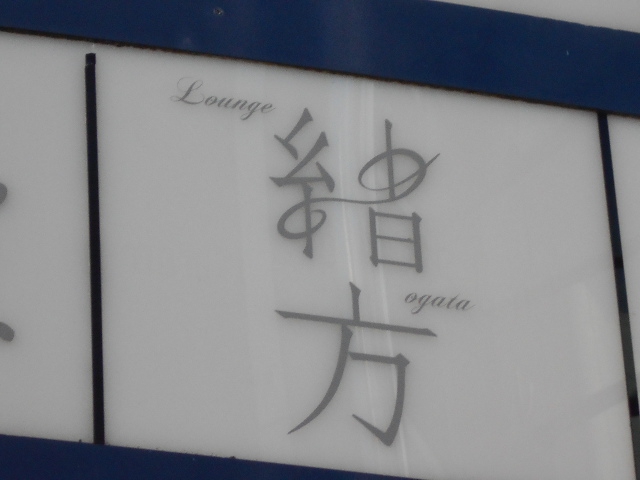 Lounge
緒方
ogata